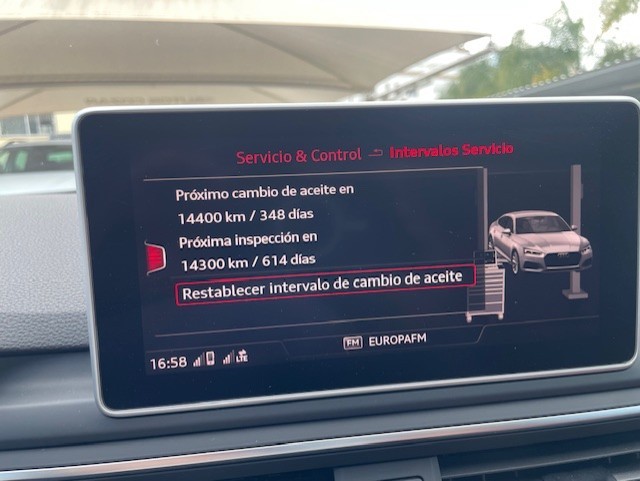 Servicio & Control Intervalos Servicio
Próximo cambio de aceite en
14400 km / 348 días
Próxima inspección en
14300 km / 614 días
Restablecer intervalo de cambio de aceite
FM EUROPAFM
16:58 LTE